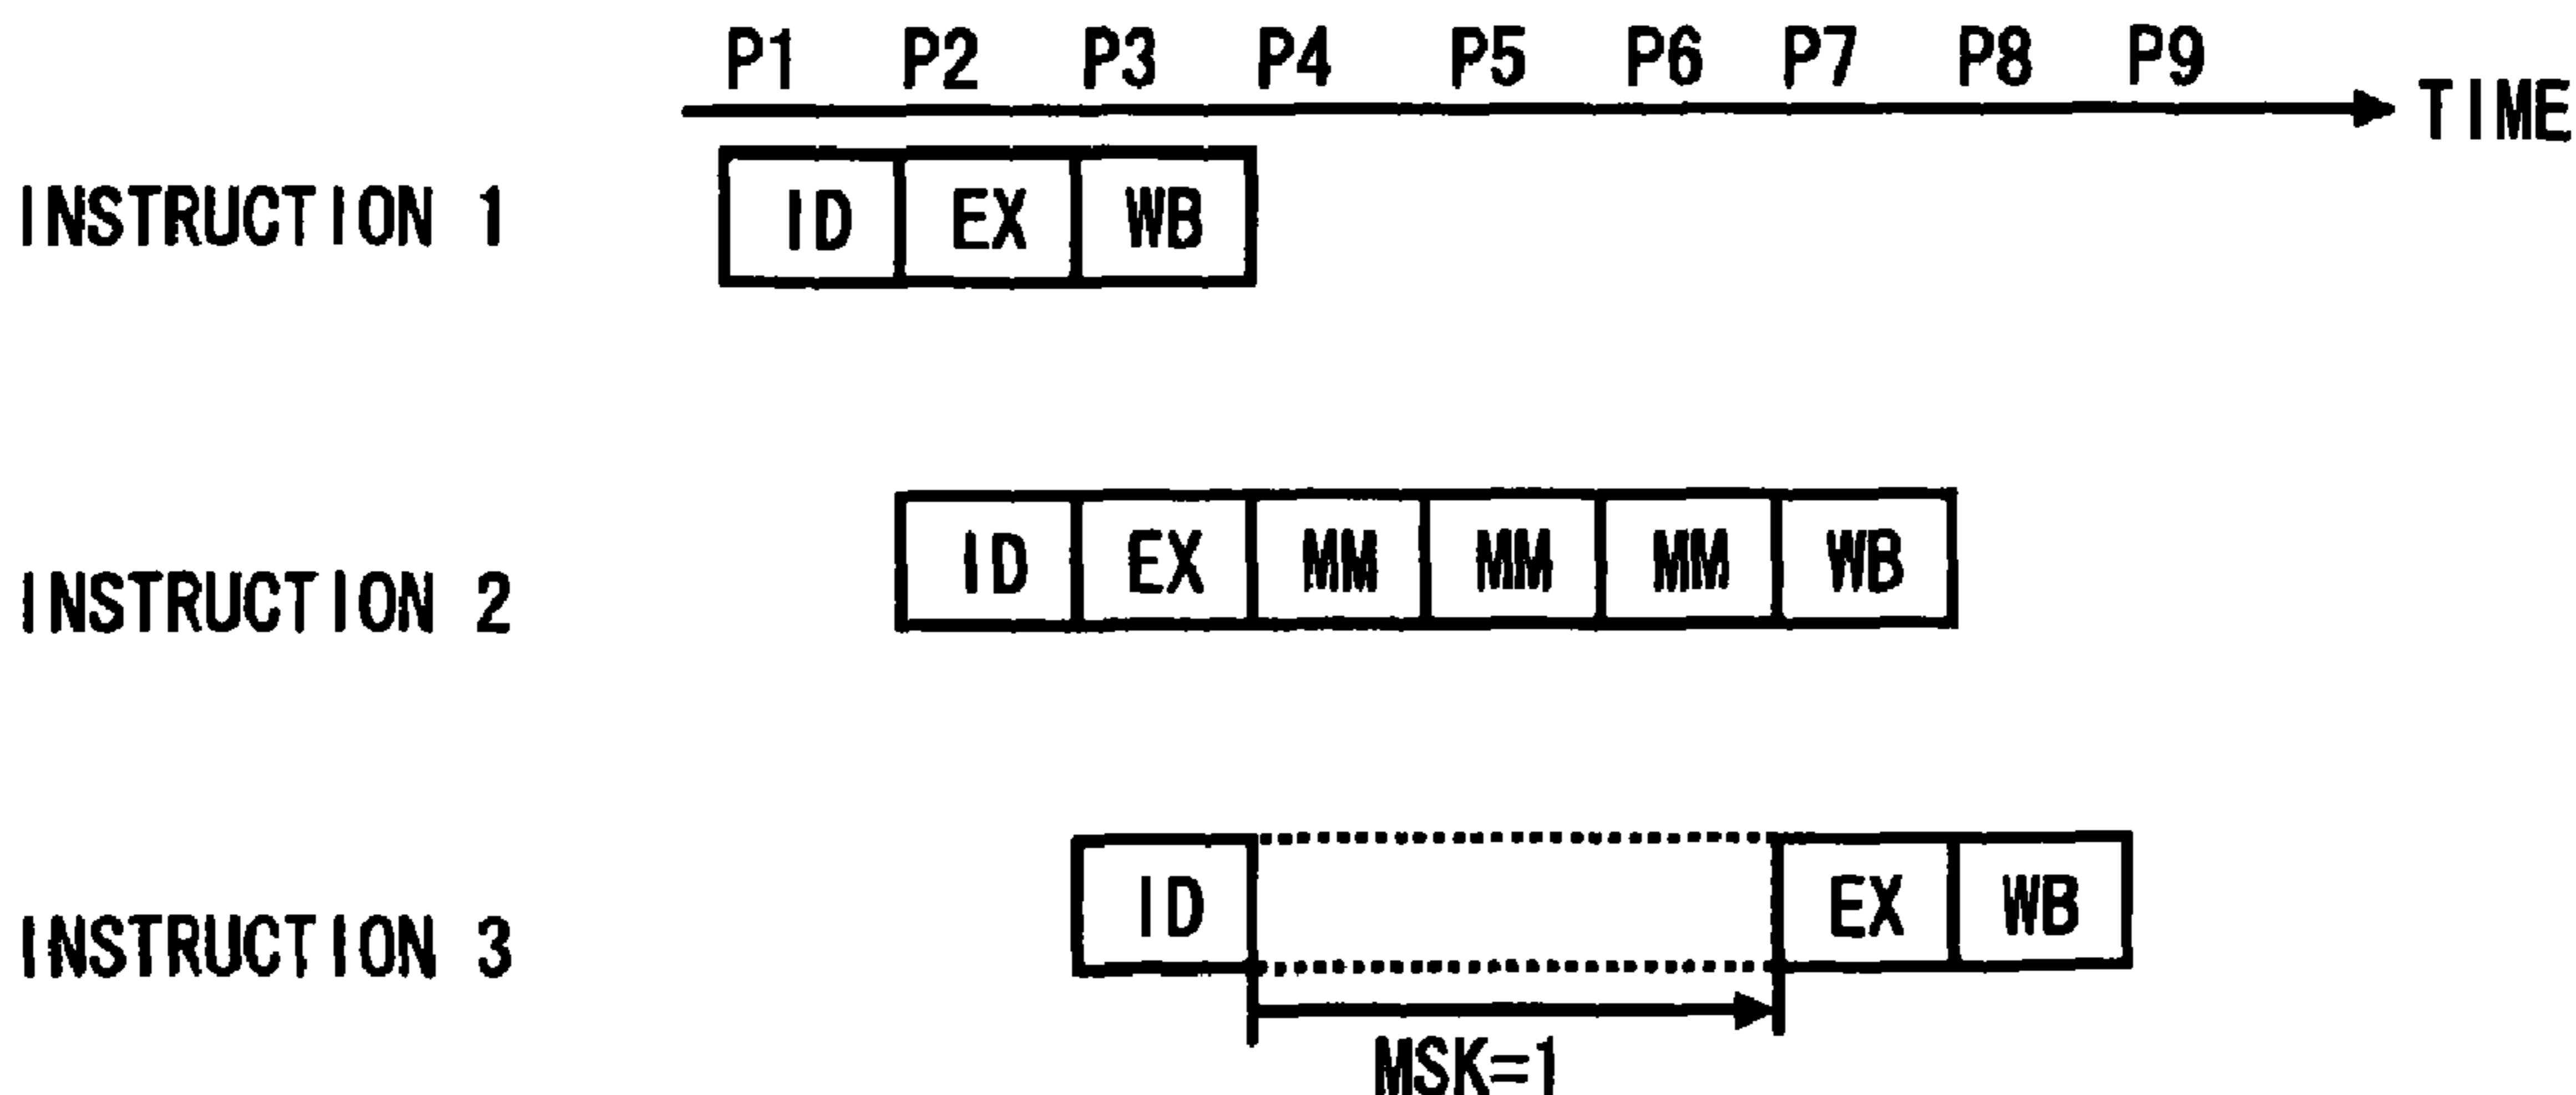 P1 P2 P3 P4 P5 P6 P7 P8 P9
TIME
INSTRUCTION 1 ID EX WB
INSTRUCTION 2 ID EX MM MM MM WB
INSTRUCTION 3 ID EX WB
MSK=1